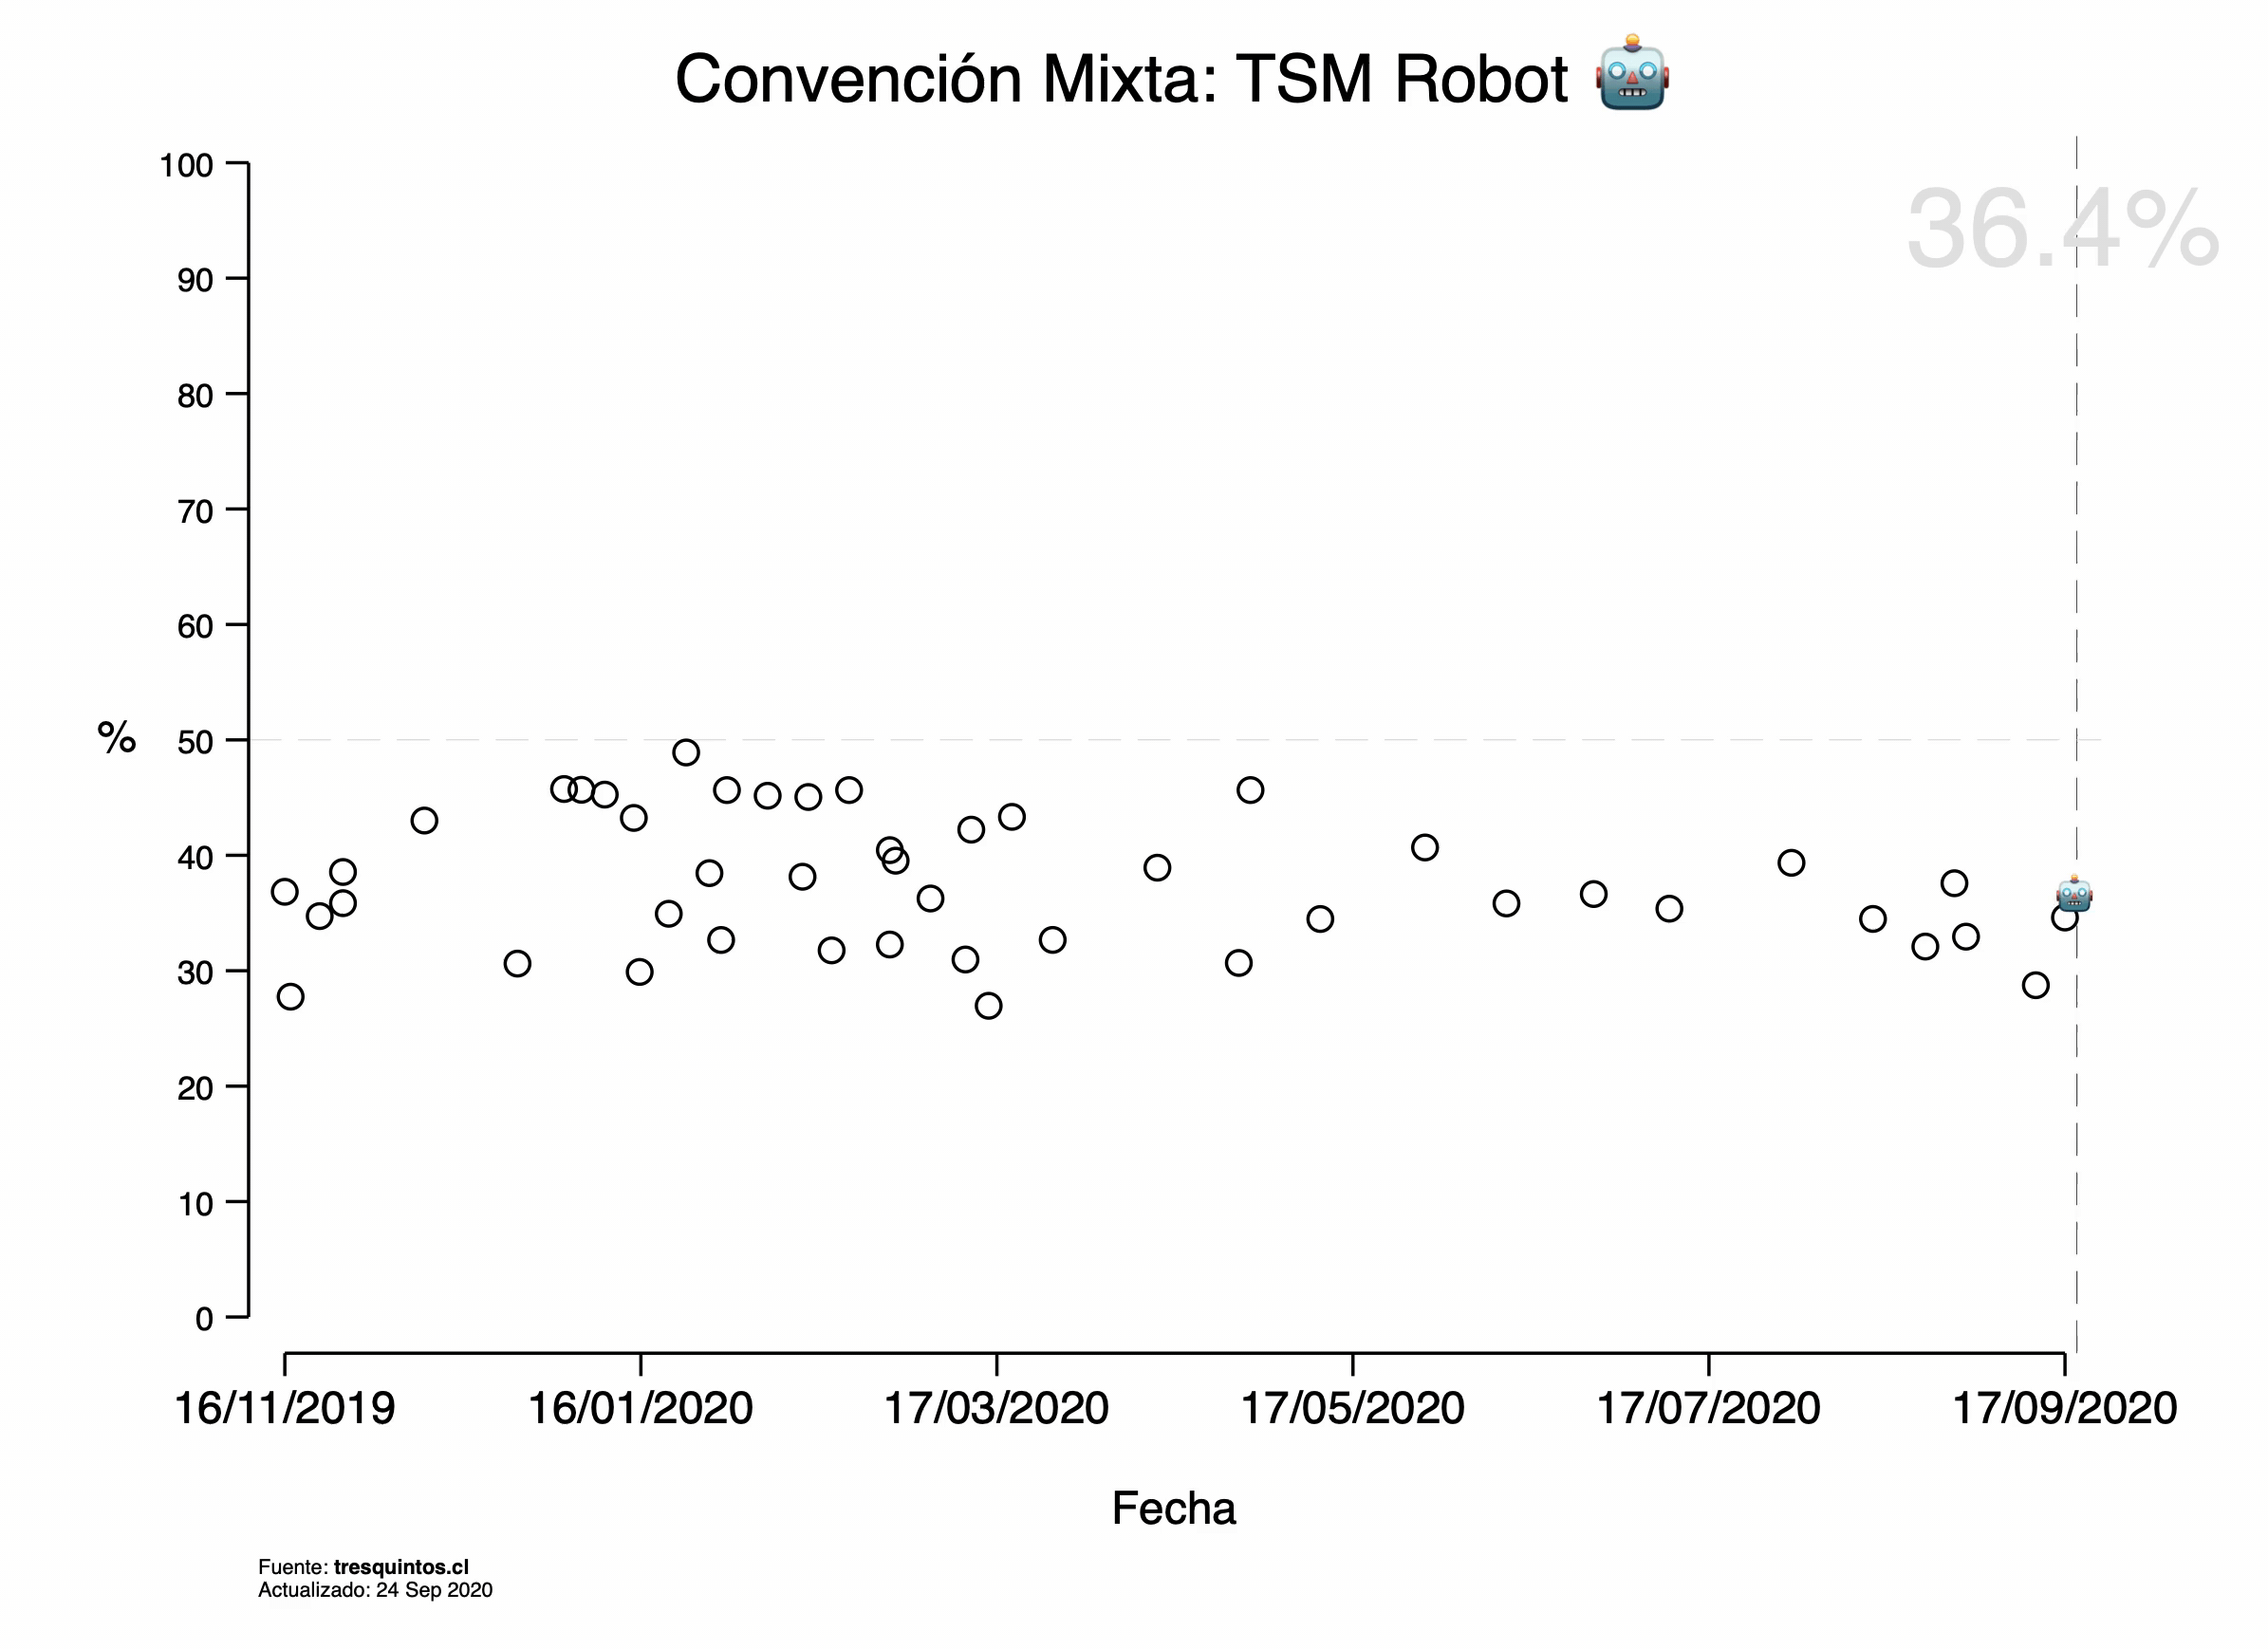 Convención Mixta: TSM Robot 🤖
36.4%
100
90
80
70
60
50
40
30
20
10
0
%
16/11/2019 16/01/2020 17/03/2020 17/05/2020 17/07/2020 17/09/2020
Fecha
Fuente: tresquintos.cl
Actualizado: 24 Sep 2020